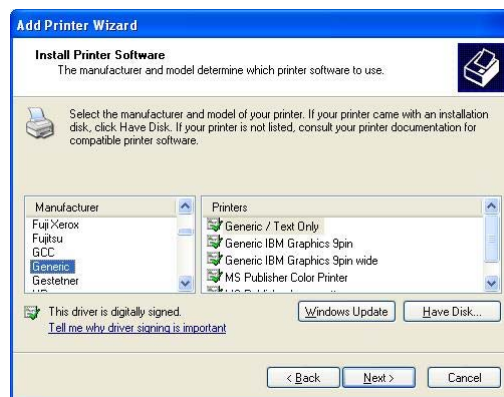 Add Printer Wizard
Install Printer Software
The manufacturer and model determine which printer software to use.
Select the manufacturer and model of your printer. If your printer came with an installation
disk, click Have Disk. If your printer is not listed, consult your printer documentation for
compatible printer software.
Manufacturer
Fuji Xerox
Fujitsu
GCC
Generic
Gestetner
Printers
Generic / Text Only
Generic IBM Graphics 9pin
Generic IBM Graphics 9pin wide
MS Publisher Color Printer
This driver is digitally signed.
Tell me why driver signing is important
Windows Update
Have Disk...
< Back
Next >
Cancel